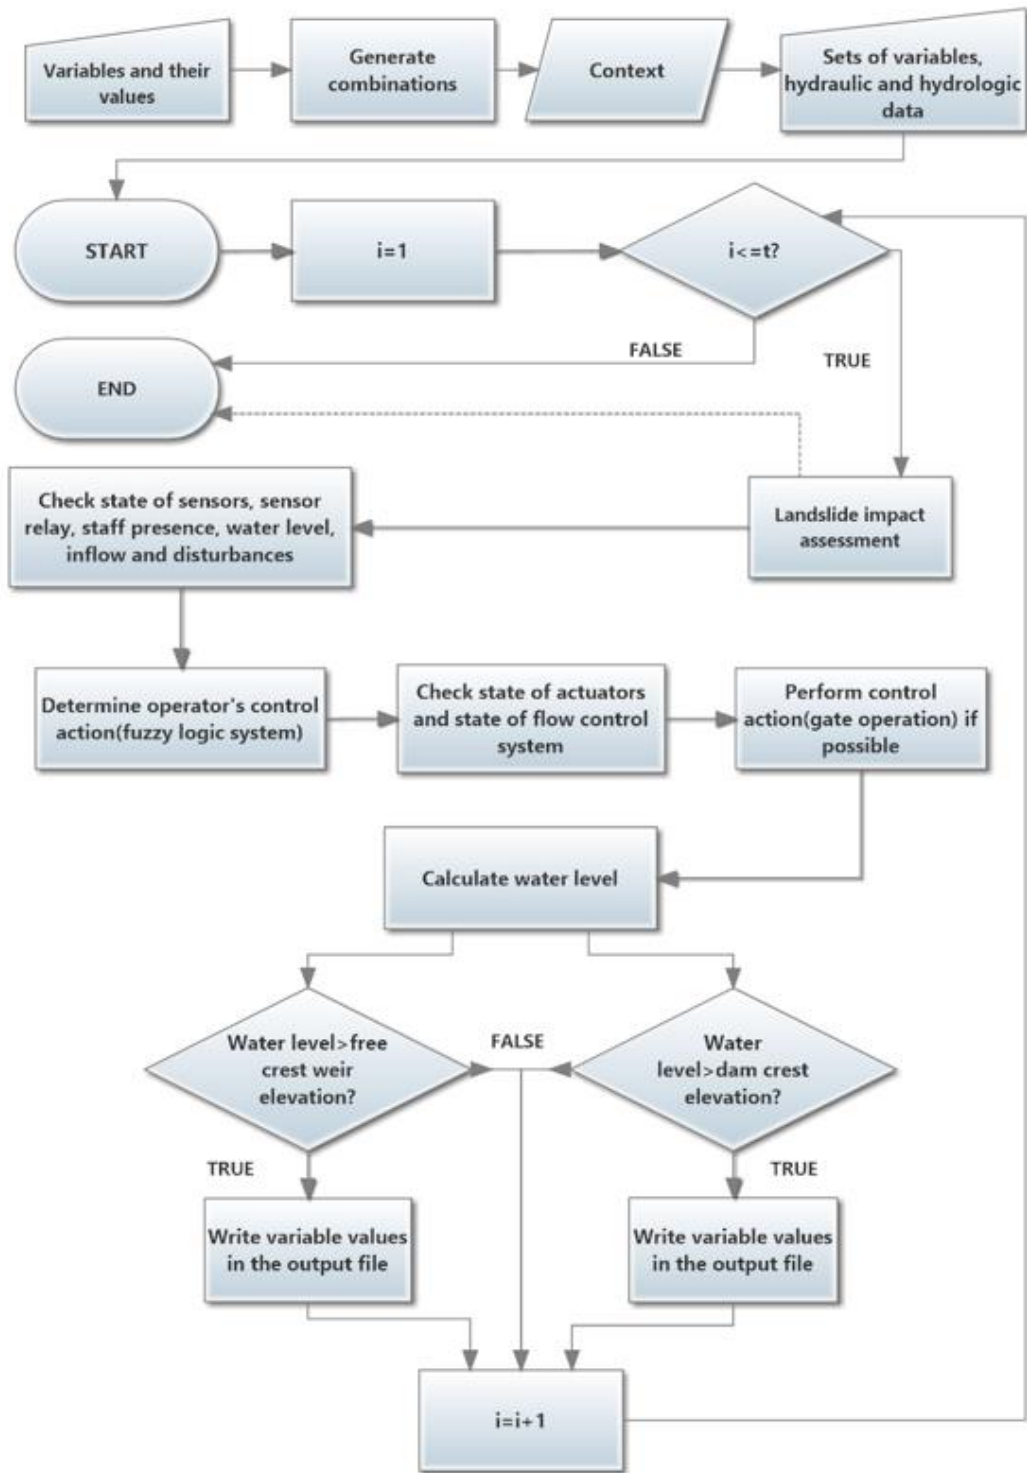 Variables and their
values
Generate
combinations
Context
Sets of variables,
hydraulic and hydrologic
data
START
i=1
i<=t?
FALSE
TRUE
END
Check state of sensors, sensor
relay, staff presence, water level,
inflow and disturbances
Landslide impact
assessment
Determine operator's control
action(fuzzy logic system)
Check state of actuators
and state of flow control
system
Perform control
action(gate operation) if
possible
Calculate water level
Water level>free
crest weir
elevation?
FALSE
Water
level>dam crest
elevation?
TRUE
TRUE
Write variable values
in the output file
Write variable values
in the output file
i=i+1